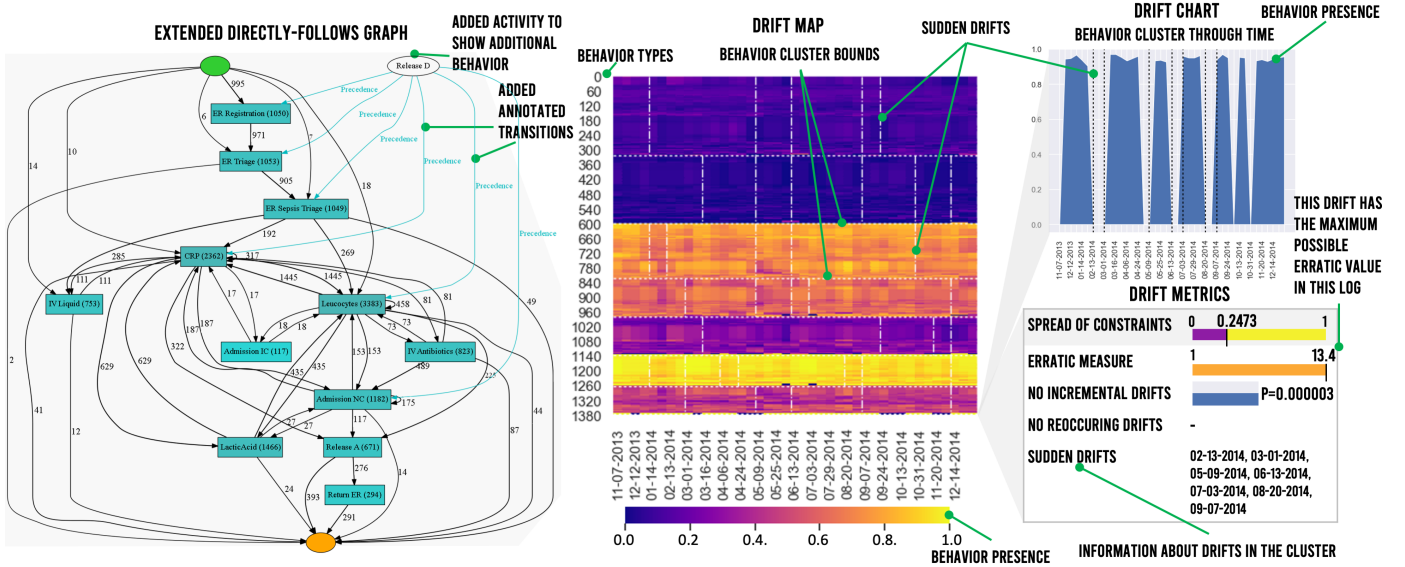 EXTENDED DIRECTLY-FOLLOWS GRAPH
ADDED ACTIVITY TO
SHOW ADDITIONAL
BEHAVIOR
Release D
995
Precedence
ADDED
ANNOTATED
TRANSITIONS
ER Registration (1050)
6
7
Precedence
971
Precedence
14
10
ER Triage (1053)
Precedence
905
18
Precedence
ER Sepsis Triage (1049)
192
Precedence
269
285
CRP (2362)
317
111
111
1445
1445
17
17
81
81
49
IV Liquid (753)
Leucocytes (3383)
458
187
187
18
18
73
73
322
Admission IC (117)
153
153
IV Antibiotics (823)
2
629
629
435
435
489
225
Admission NC (1182)
175
41
12
27
27
117
44
87
LacticAcid (1466)
Release A (671)
276
14
24
393
Return ER (294)
291
DRIFT MAP
BEHAVIOR TYPES
BEHAVIOR CLUSTER BOUNDS
SUDDEN DRIFTS
0
60
120
180
240
300
360
420
480
540
600
660
720
780
840
900
960
1020
1080
1140
1200
1260
1320
1380
11-07-2013
12-12-2013
01-14-2014
02-13-2014
03-01-2014
03-16-2014
04-06-2014
04-24-2014
05-09-2014
05-25-2014
06-13-2014
07-03-2014
07-29-2014
08-20-2014
09-07-2014
09-24-2014
10-13-2014
10-31-2014
11-20-2014
12-14-2014
0.0
0.2
0.4.
0.6
0.8
1.0
BEHAVIOR PRESENCE
DRIFT CHART
BEHAVIOR CLUSTER THROUGH TIME
BEHAVIOR PRESENCE
1.0
0.8
0.6
0.4
0.2
0.0
11-07-2013
12-12-2013
01-14-2014
02-13-2014
03-01-2014
03-16-2014
04-06-2014
04-24-2014
05-09-2014
05-25-2014
06-13-2014
07-03-2014
07-29-2014
08-20-2014
09-07-2014
09-24-2014
10-13-2014
10-31-2014
11-20-2014
12-14-2014
THIS DRIFT HAS
THE MAXIMUM
POSSIBLE
ERRATIC VALUE
IN THIS LOG
DRIFT METRICS
SPREAD OF CONSTRAINTS
0
0.2473
1
ERRATIC MEASURE
1
13.4
NO INCREMENTAL DRIFTS
P=0.000003
NO REOCCURING DRIFTS
-
SUDDEN DRIFTS
02-13-2014, 03-01-2014,
05-09-2014, 06-13-2014,
07-03-2014, 08-20-2014,
09-07-2014
INFORMATION ABOUT DRIFTS IN THE CLUSTER